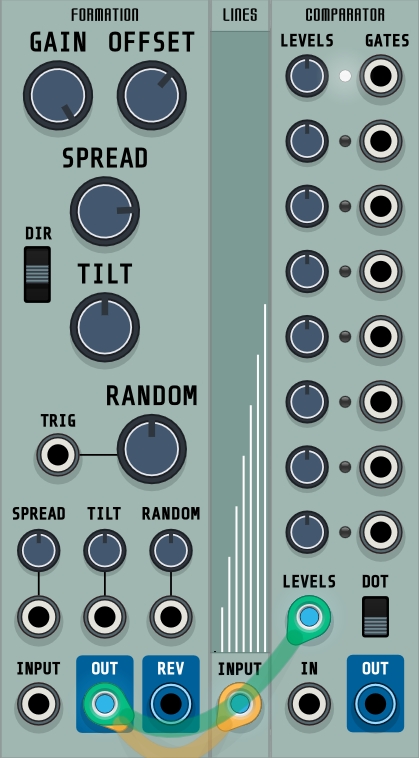 FORMATION
GAIN OFFSET
SPREAD
DIR
TILT
RANDOM
TRIG
SPREAD TILT RANDOM
INPUT OUT REV
LINES
INPUT
COMPARATOR
LEVELS GATES
LEVELS DOT
IN OUT